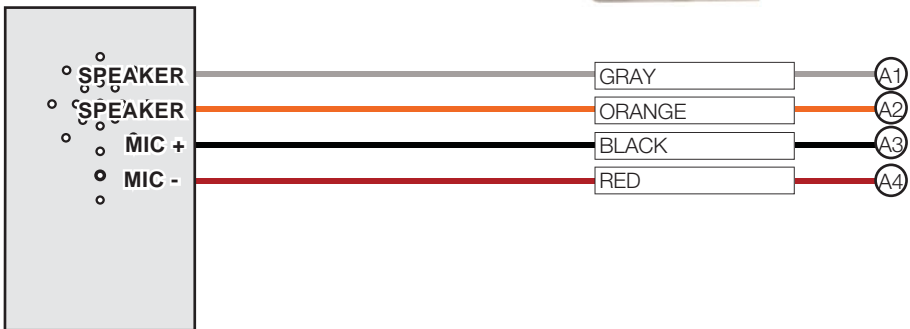 SPEAKER GRAY A1
SPEAKER ORANGE A2
MIC + BLACK A3
MIC - RED A4